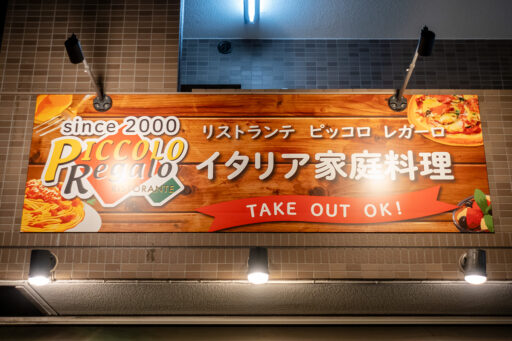 since 2000
PICCOLO
Regalo
RISTORANTE
リストランテ ピッコロ レガーロ
イタリア家庭料理
TAKE OUT OK!